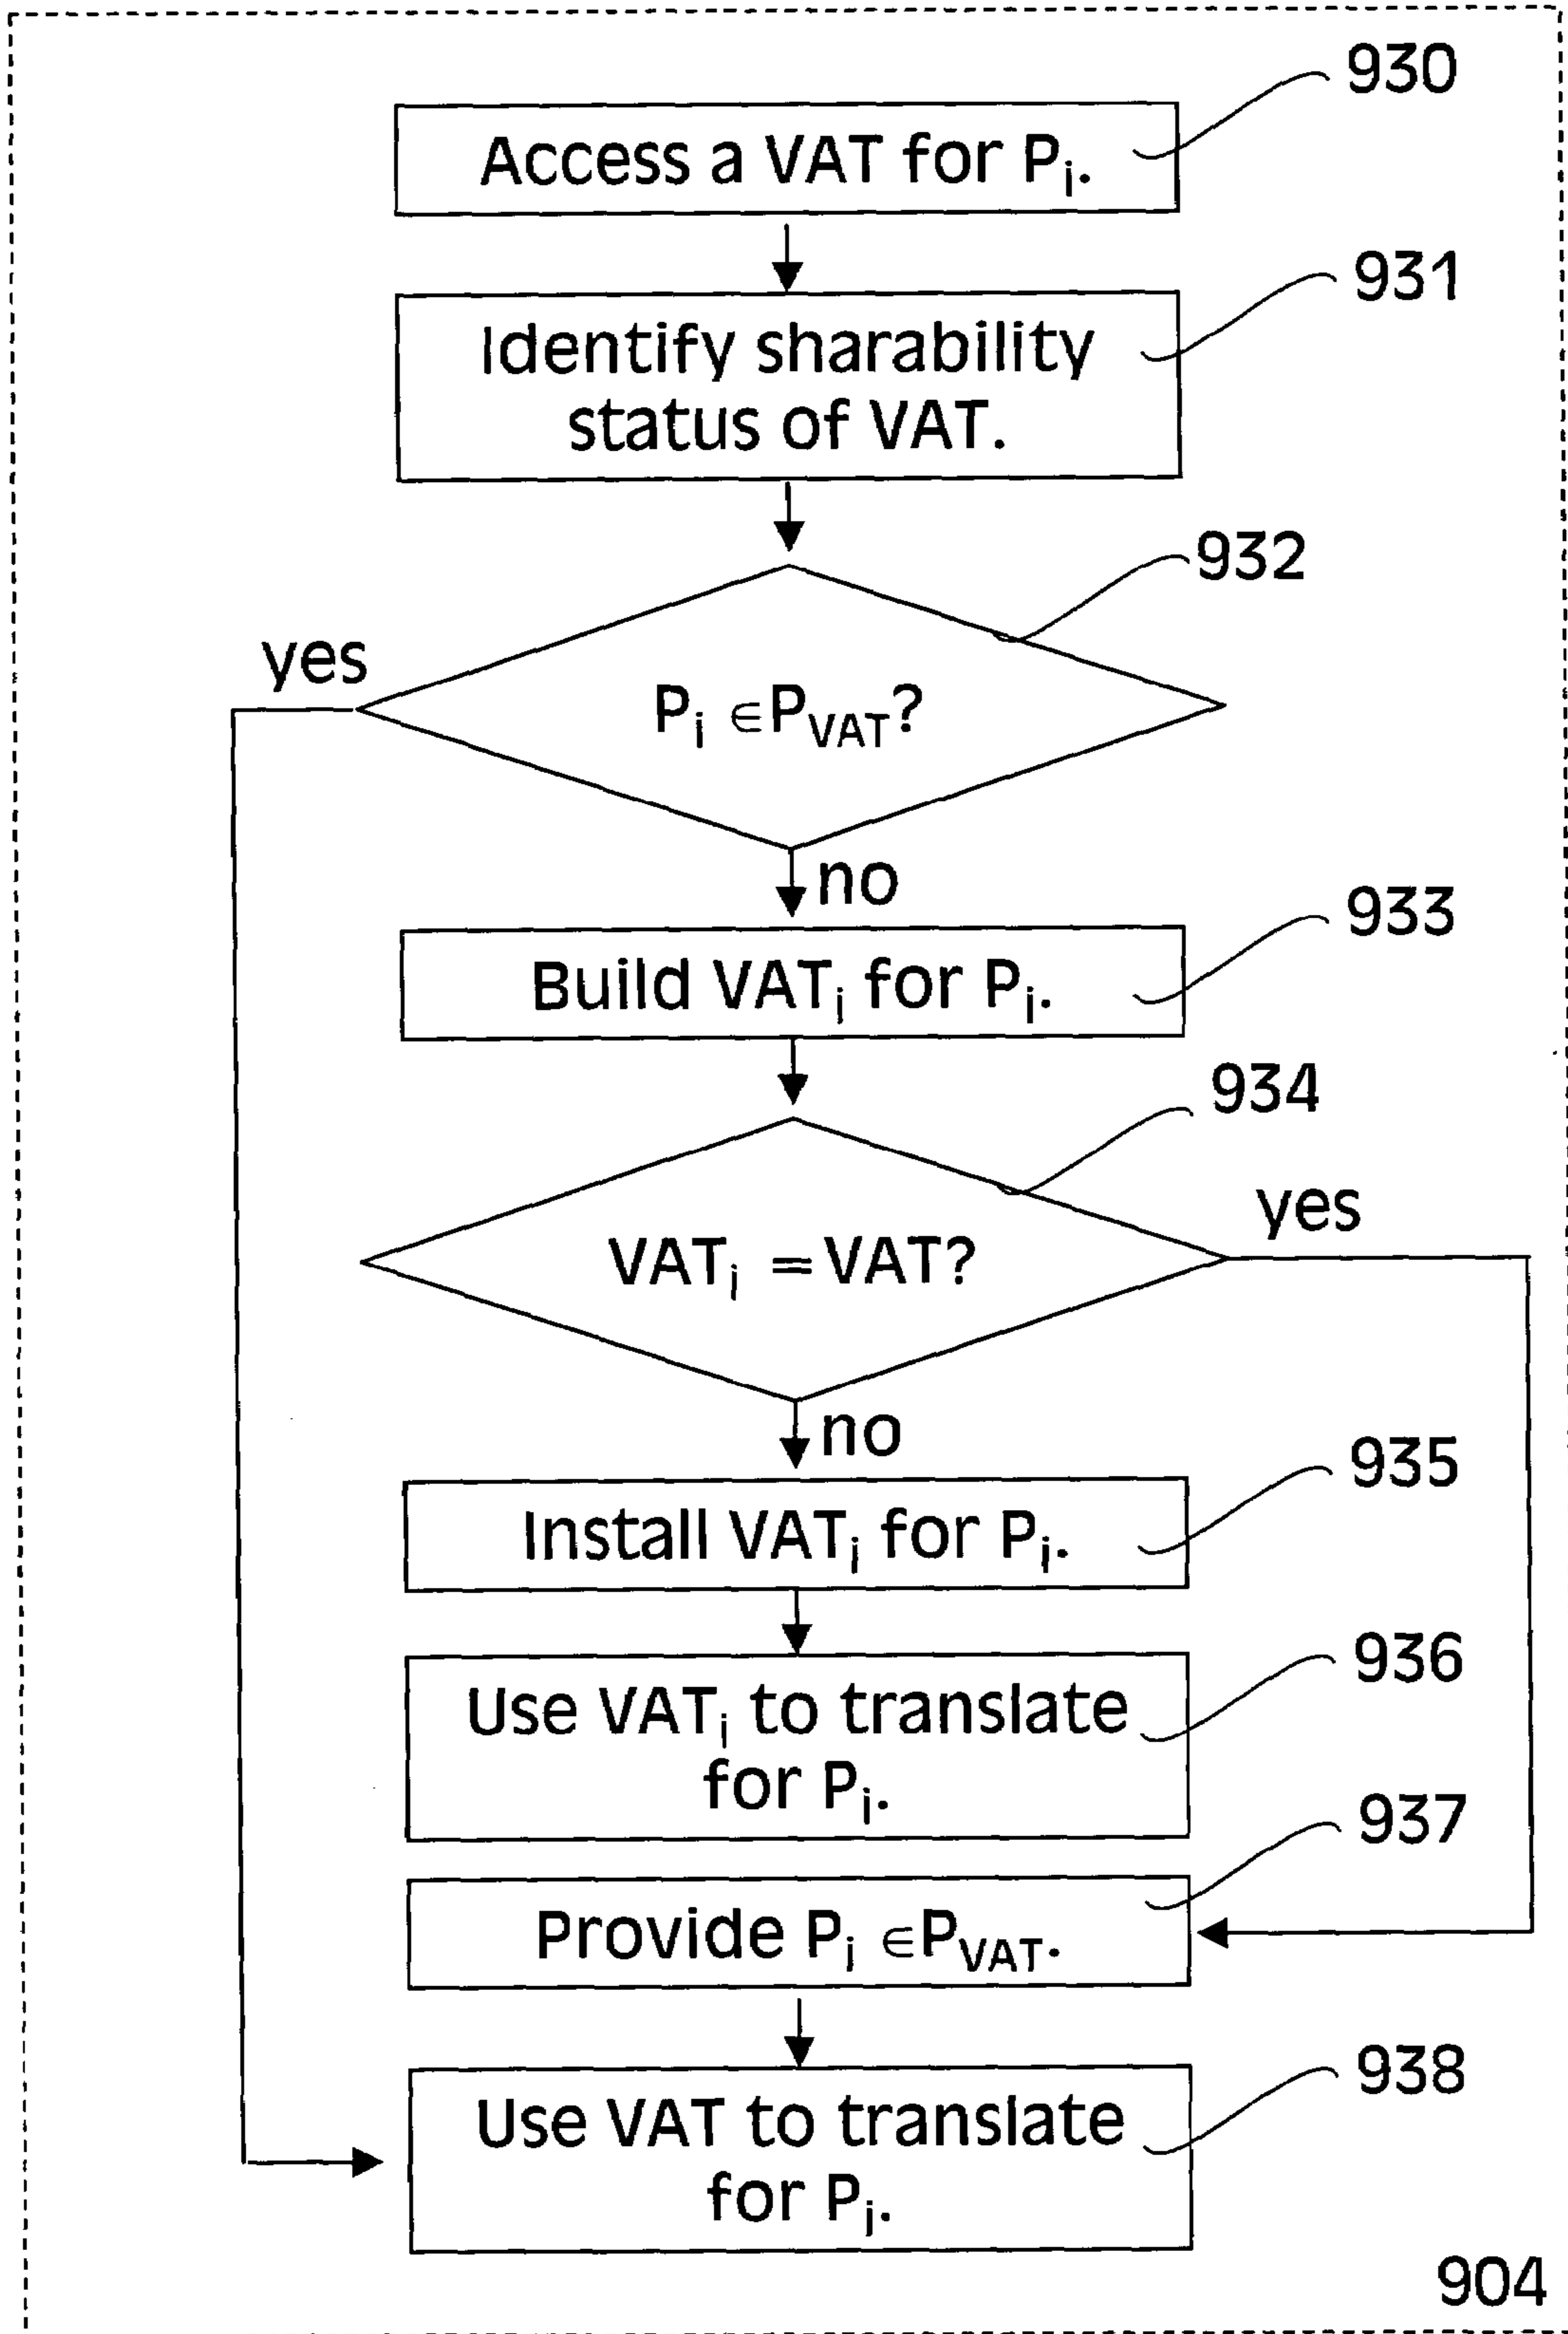 930
Access a VAT for Pᵢ.
931
Identify sharability
status of VAT.
932
yes
Pᵢ ∈P_VAT?
no
933
Build VATᵢ for Pᵢ.
934
yes
VATᵢ =VAT?
no
935
Install VATᵢ for Pᵢ.
936
Use VATᵢ to translate
for Pᵢ.
937
Provide Pᵢ ∈P_VAT.
938
Use VAT to translate
for Pᵢ.
904